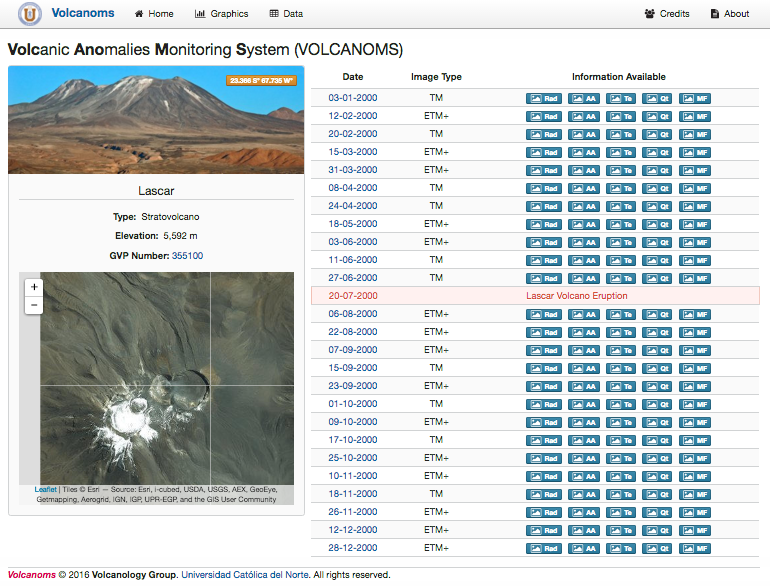 Volcanoms Home Graphics Data Credits About
Volcanic Anomalies Monitoring System (VOLCANOMS)
23.366 S° 67.735 W°
Lascar
Type: Stratovolcano
Elevation: 5,592 m
GVP Number: 355100
+
−
Leaflet | Tiles © Esri — Source: Esri, i-cubed, USDA, USGS, AEX, GeoEye,
Getmapping, Aerogrid, IGN, IGP, UPR-EGP, and the GIS User Community
Date Image Type Information Available
03-01-2000 TM Rad AA Te Qt MF
12-02-2000 ETM+ Rad AA Te Qt MF
20-02-2000 TM Rad AA Te Qt MF
15-03-2000 ETM+ Rad AA Te Qt MF
31-03-2000 ETM+ Rad AA Te Qt MF
08-04-2000 TM Rad AA Te Qt MF
24-04-2000 TM Rad AA Te Qt MF
18-05-2000 ETM+ Rad AA Te Qt MF
03-06-2000 ETM+ Rad AA Te Qt MF
11-06-2000 TM Rad AA Te Qt MF
27-06-2000 TM Rad AA Te Qt MF
20-07-2000 Lascar Volcano Eruption
06-08-2000 ETM+ Rad AA Te Qt MF
22-08-2000 ETM+ Rad AA Te Qt MF
07-09-2000 ETM+ Rad AA Te Qt MF
15-09-2000 TM Rad AA Te Qt MF
23-09-2000 ETM+ Rad AA Te Qt MF
01-10-2000 TM Rad AA Te Qt MF
09-10-2000 ETM+ Rad AA Te Qt MF
17-10-2000 TM Rad AA Te Qt MF
25-10-2000 ETM+ Rad AA Te Qt MF
10-11-2000 ETM+ Rad AA Te Qt MF
18-11-2000 TM Rad AA Te Qt MF
26-11-2000 ETM+ Rad AA Te Qt MF
12-12-2000 ETM+ Rad AA Te Qt MF
28-12-2000 ETM+ Rad AA Te Qt MF
Volcanoms © 2016 Volcanology Group. Universidad Católica del Norte. All rights reserved.